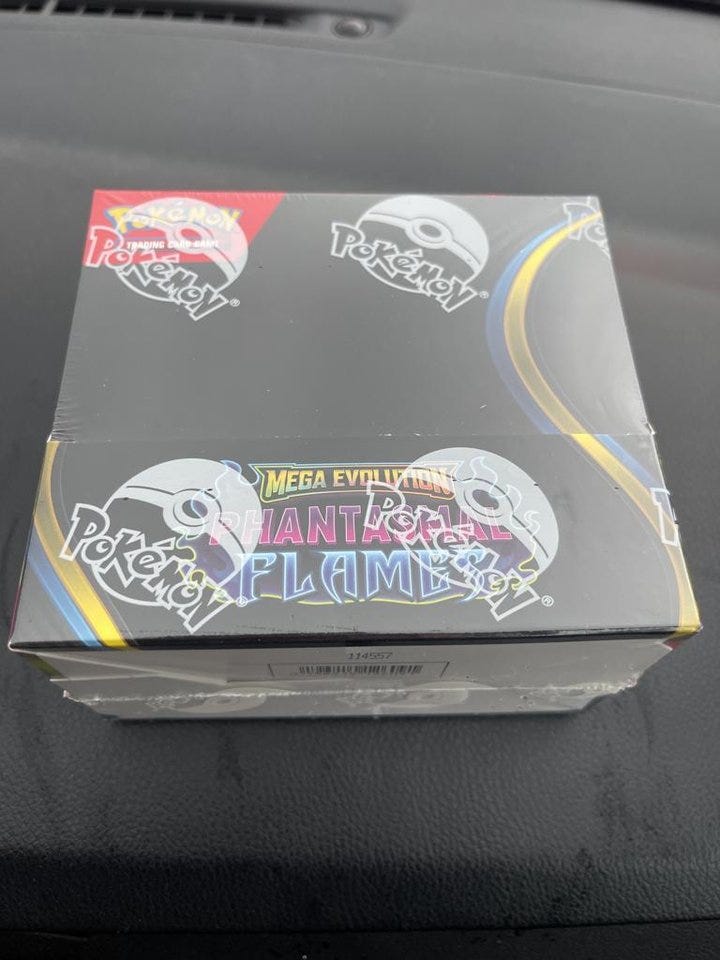 POKÉMON
TRADING CARD GAME
POKÉMON®
POKÉMON®
MEGA EVOLUTION
PHANTASMAL
FLAMES
POKÉMON®
POKÉMON®
114557